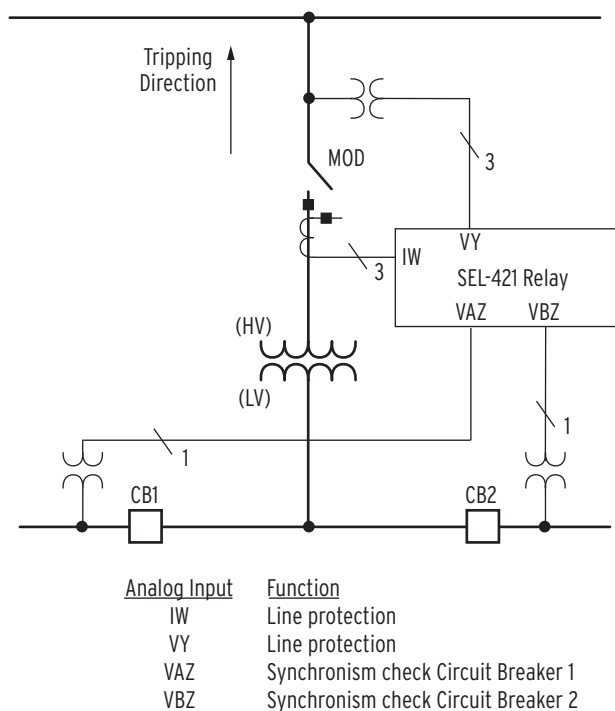 Tripping
Direction
MOD
3
3
IW
VY
SEL-421 Relay
VAZ VBZ
(HV)
(LV)
1
1
CB1
CB2
Analog Input Function
IW Line protection
VY Line protection
VAZ Synchronism check Circuit Breaker 1
VBZ Synchronism check Circuit Breaker 2